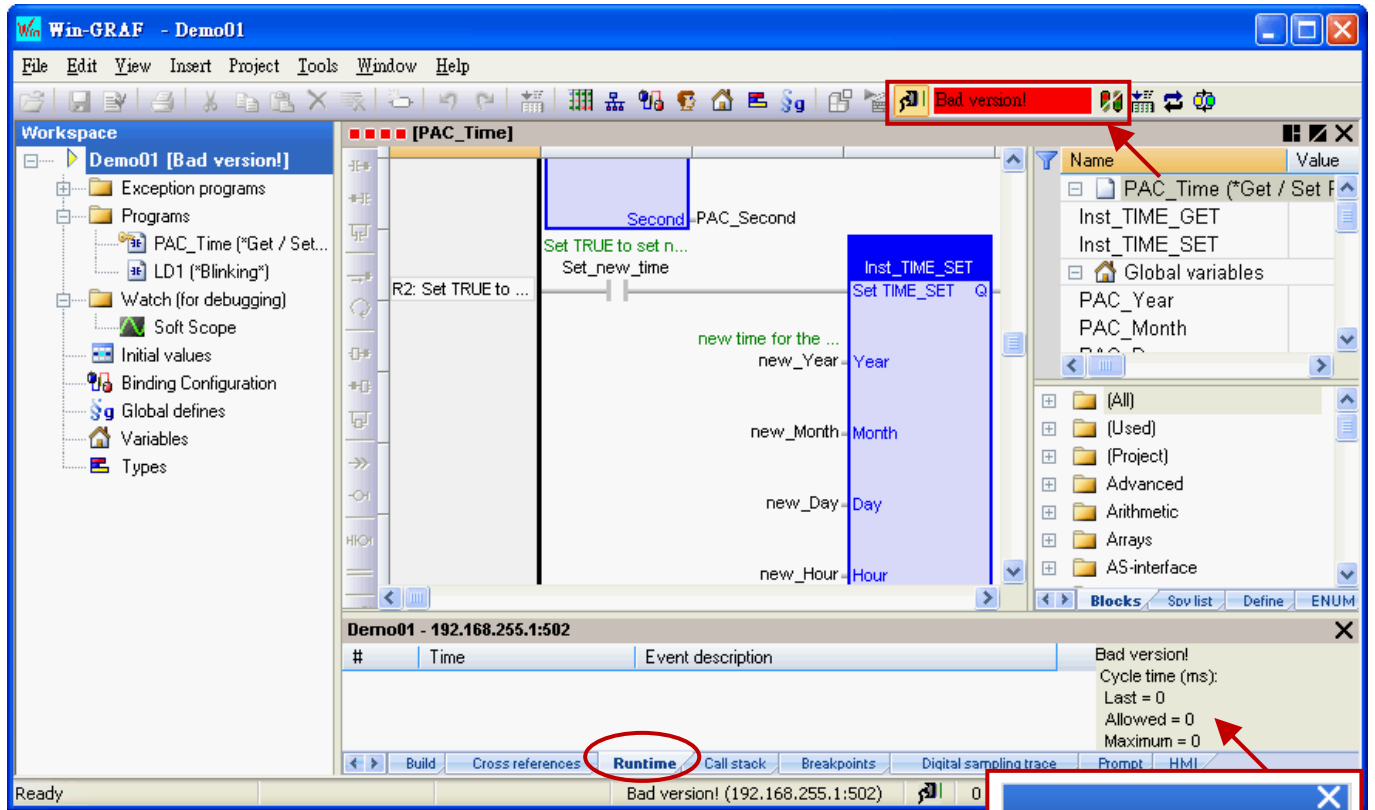 Win-GRAF - Demo01
File Edit View Insert Project Tools Window Help
Bad version!
Workspace
Demo01 [Bad version!]
Exception programs
Programs
PAC_Time (*Get / Set...
LD1 (*Blinking*)
Watch (for debugging)
Soft Scope
Initial values
Binding Configuration
Global defines
Variables
Types
[PAC_Time]
Second PAC_Second
Set TRUE to set n...
Set_new_time
Inst_TIME_SET
R2: Set TRUE to ...
Set TIME_SET Q
new time for the ...
new_Year Year
new_Month Month
new_Day Day
new_Hour Hour
Name Value
PAC_Time (*Get / Set
Inst_TIME_GET
Inst_TIME_SET
Global variables
PAC_Year
PAC_Month
(All)
(Used)
(Project)
Advanced
Arithmetic
Arrays
AS-interface
Blocks Spy list Define ENUM
Demo01 - 192.168.255.1:502
# Time Event description
Bad version!
Cycle time (ms):
Last = 0
Allowed = 0
Maximum = 0
Build Cross references Runtime Call stack Breakpoints Digital sampling trace Prompt HMI
Ready Bad version! (192.168.255.1:502) 0